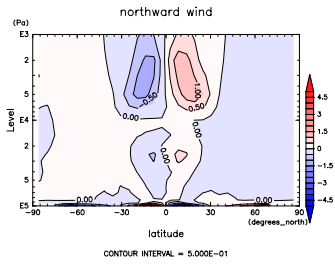 northward wind
(Pa)
E3
2
5
E4
2
5
E5
Level
0.50
1.00
0.50
0.00
0.00
0.00
0.00
0.00
−90
−60
−30
0
30
60
90
(degrees_north)
latitude
4.5
3
1.5
0
−1.5
−3
−4.5
CONTOUR INTERVAL = 5.000E−01